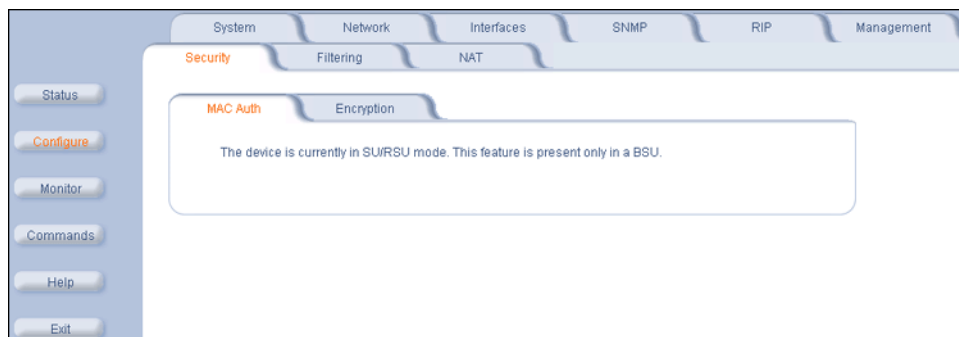 System Network Interfaces SNMP RIP Management
Security Filtering NAT
Status
MAC Auth Encryption
Configure
The device is currently in SU/RSU mode. This feature is present only in a BSU.
Monitor
Commands
Help
Exit